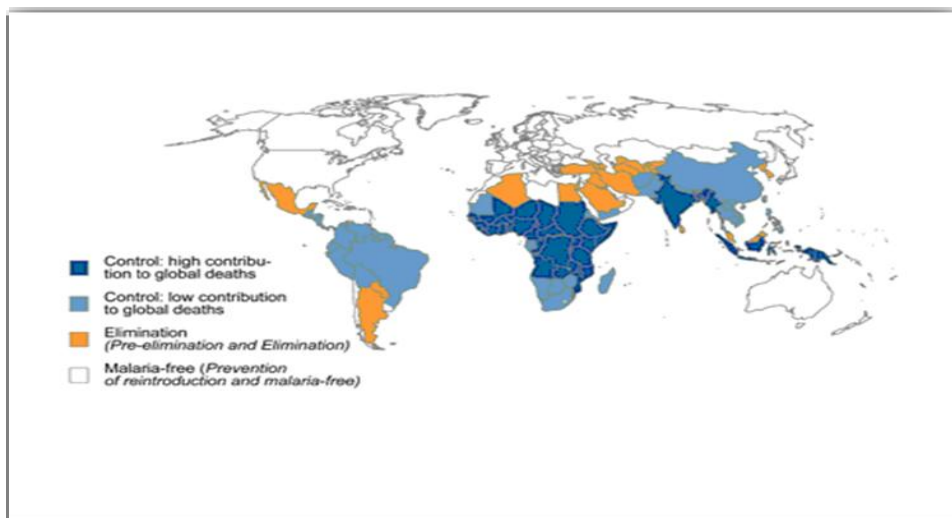 Control: high contribu-
tion to global deaths
Control: low contribution
to global deaths
Elimination
(Pre-elimination and Elimination)
Malaria-free (Prevention
of reintroduction and malaria-free)